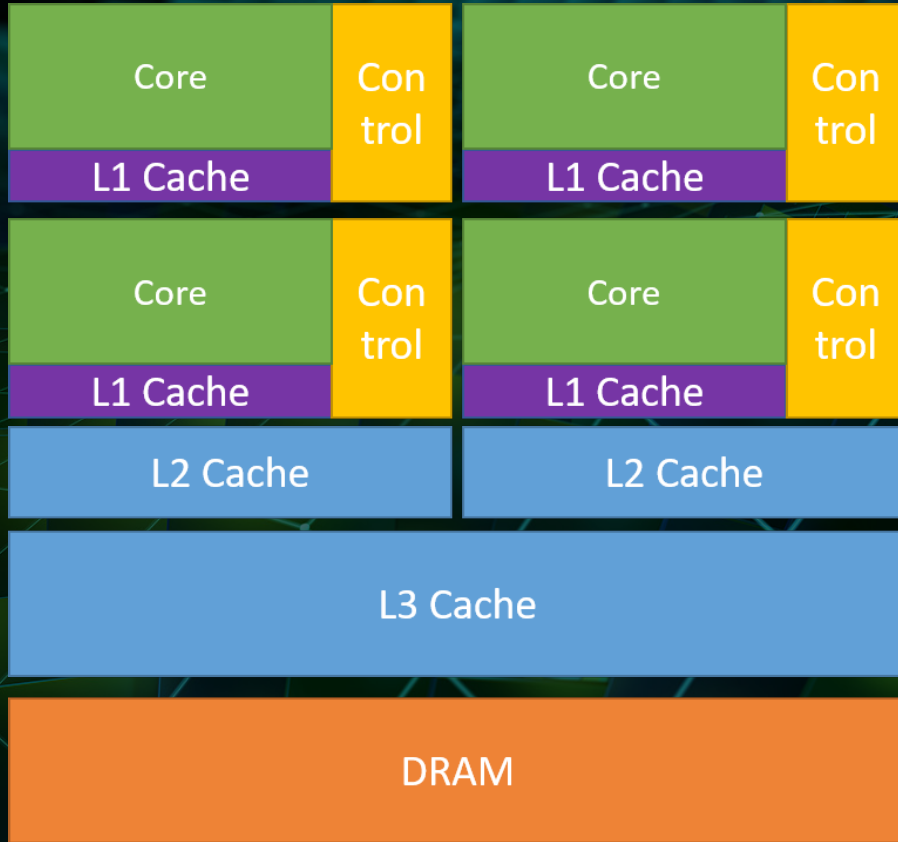 Core
Con
trol
L1 Cache
Core
Con
trol
L1 Cache
Core
Con
trol
L1 Cache
Core
Con
trol
L1 Cache
L2 Cache
L2 Cache
L3 Cache
DRAM